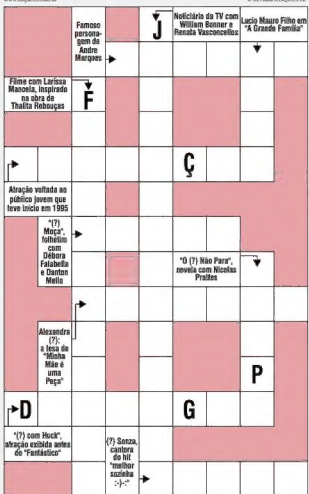 Famoso
persona-
gem de
Andre
Marques
J
Noticiário da TV com
William Bonner e
Renata Vasconcellos
Lucio Mauro Filho em
"A Grande Família"
Filme com Larissa
Manoela, inspirado
na obra de
Thalita Rebouças
F
Ç
Atração voltada ao
público jovem que
teve início em 1995
"(?)
Moça",
folhetim
com
Débora
Falabella
e Danton
Mello
"O (?) Não Para",
novela com Nicolas
Prattes
Alexandra
(?):
a Iesa de
"Minha
Mãe é
uma
Peça"
P
D
G
"(?) com Huck",
atração exibida antes
do "Fantástico"
(?) Sonza,
cantora
do hit
"melhor
sozinha
:-)-:"